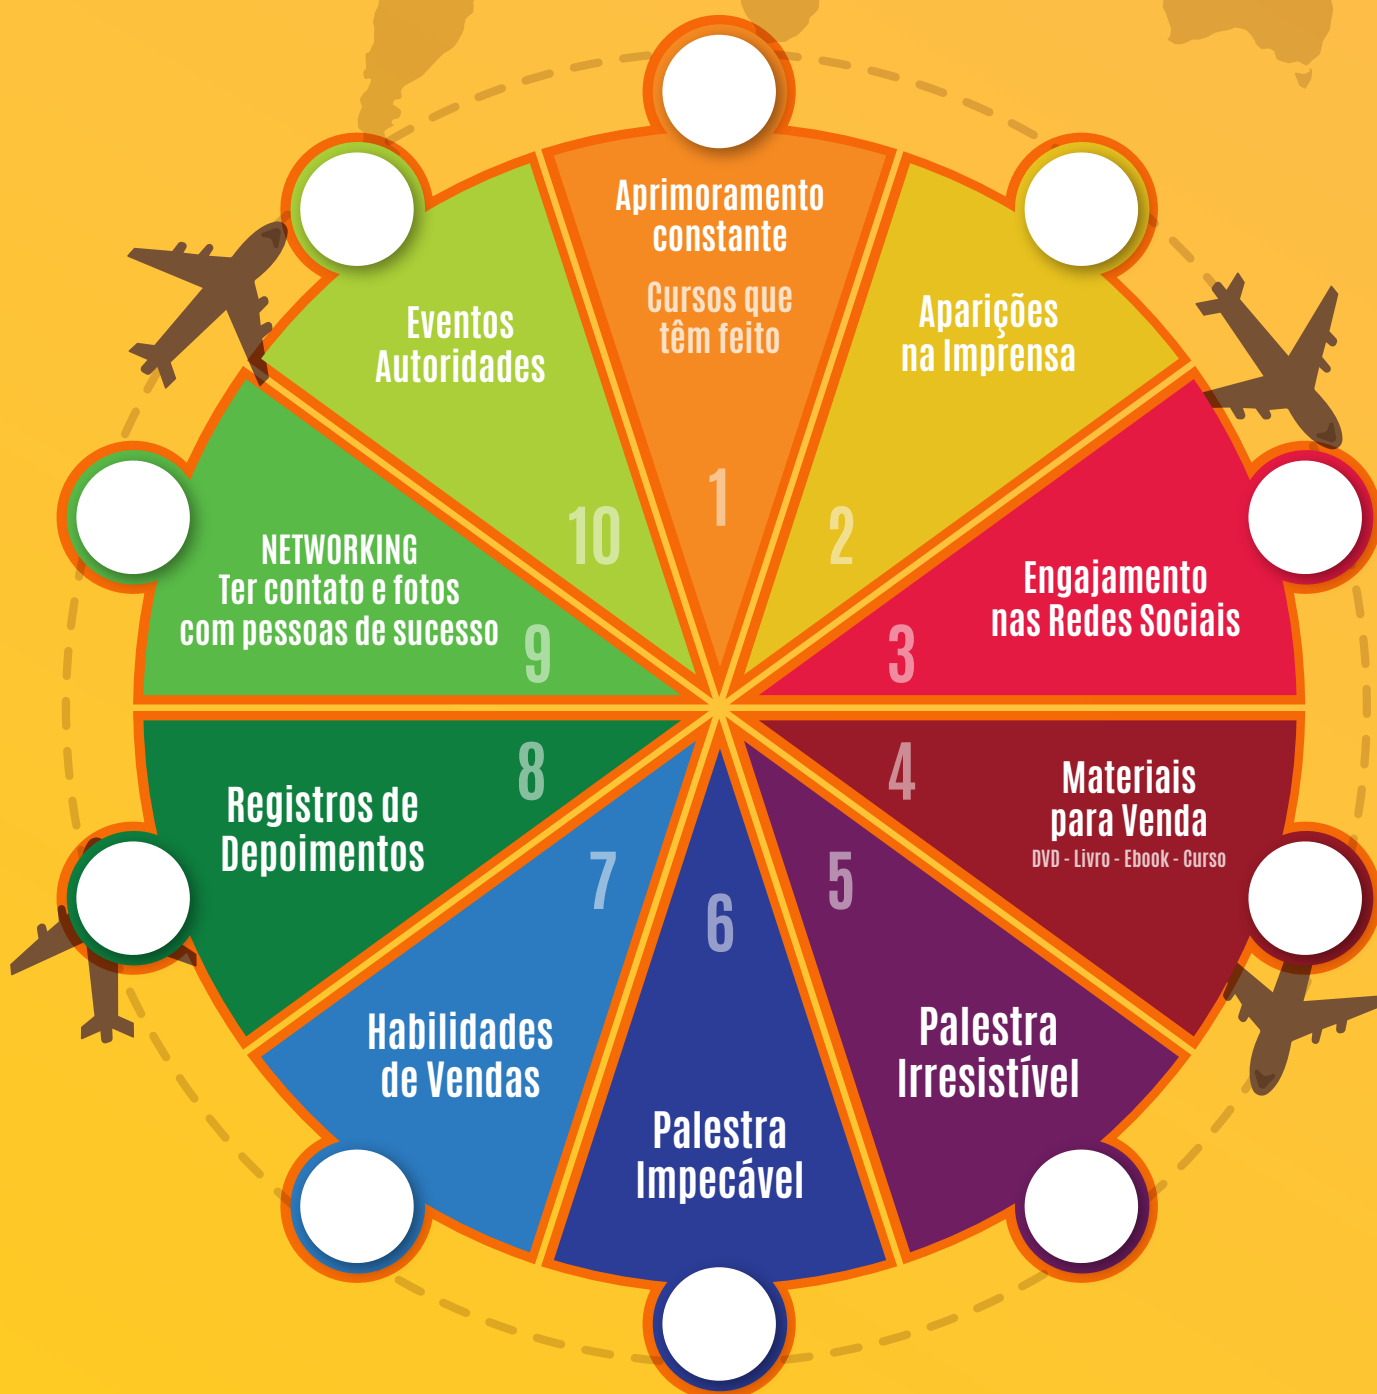 Aprimoramento
constante
Cursos que
têm feito
1
Aparições
na Imprensa
2
Engajamento
nas Redes Sociais
3
Materiais
para Venda
DVD - Livro - Ebook - Curso
4
Palestra
Irresistível
5
Palestra
Impecável
6
Habilidades
de Vendas
7
Registros de
Depoimentos
8
NETWORKING
Ter contato e fotos
com pessoas de sucesso
9
Eventos
Autoridades
10